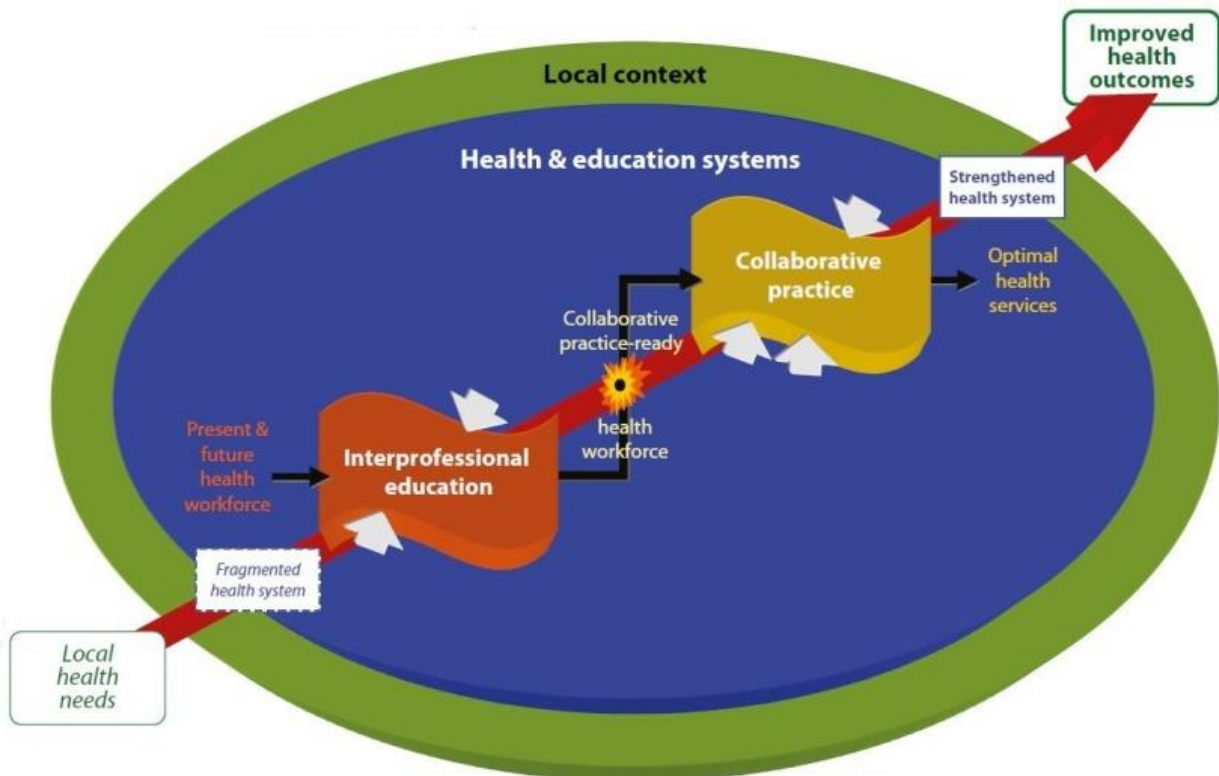 Improved
health
outcomes
Local context
Health & education systems
Strengthened
health system
Collaborative
practice
Optimal
health
services
Collaborative
practice-ready
health
workforce
Present &
future
health
workforce
Interprofessional
education
Fragmented
health system
Local
health
needs